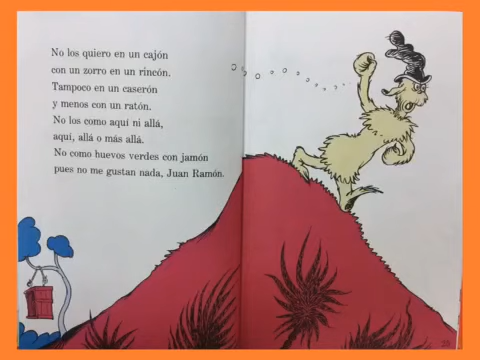 No los quiero en un cajón
con un zorro en un rincón.
Tampoco en un caserón
y menos con un ratón.
No los como aquí ni allá,
aquí, allá o más allá.
No como huevos verdes con jamón
pues no me gustan nada, Juan Ramón.